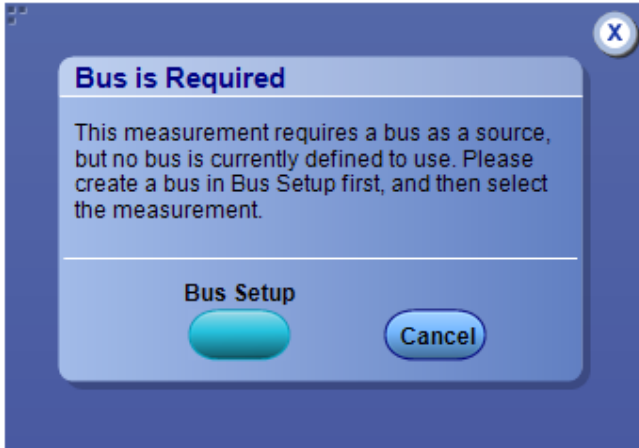 X
Bus is Required
This measurement requires a bus as a source,
but no bus is currently defined to use. Please
create a bus in Bus Setup first, and then select
the measurement.
Bus Setup
Cancel